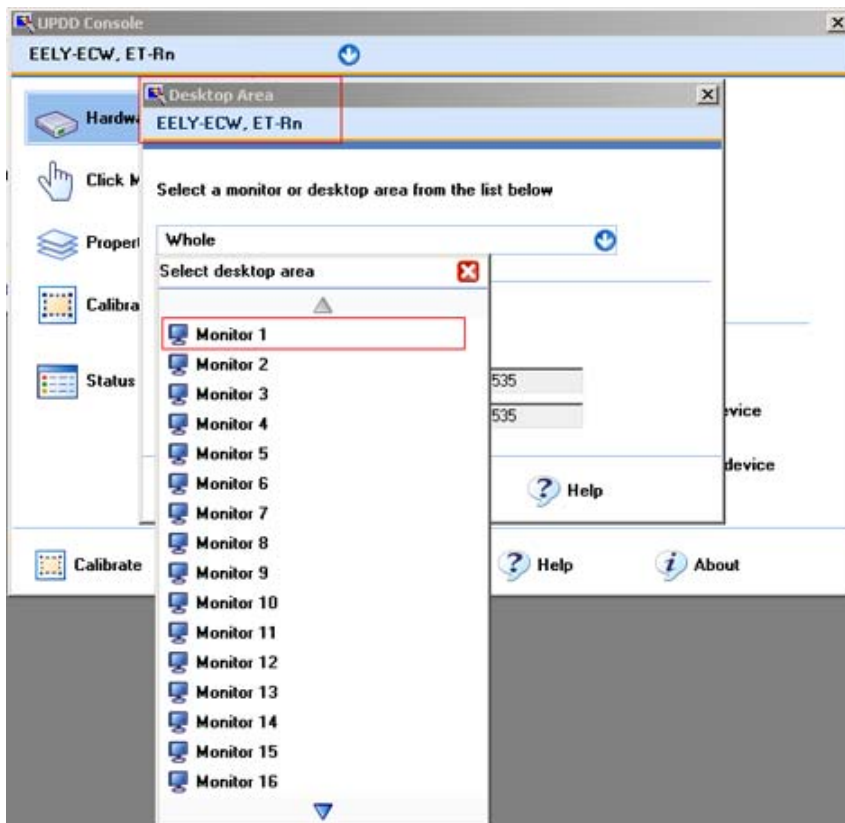 UPDD Console
EELY-ECW, ET-Rn
Desktop Area
EELY-ECW, ET-Rn
Hardwa
Click M
Propert
Calibra
Status
Select a monitor or desktop area from the list below
Whole
Select desktop area
Monitor 1
Monitor 2
Monitor 3
Monitor 4
Monitor 5
Monitor 6
Monitor 7
Monitor 8
Monitor 9
Monitor 10
Monitor 11
Monitor 12
Monitor 13
Monitor 14
Monitor 15
Monitor 16
535
535
evice
device
Help
Calibrate
Help
About